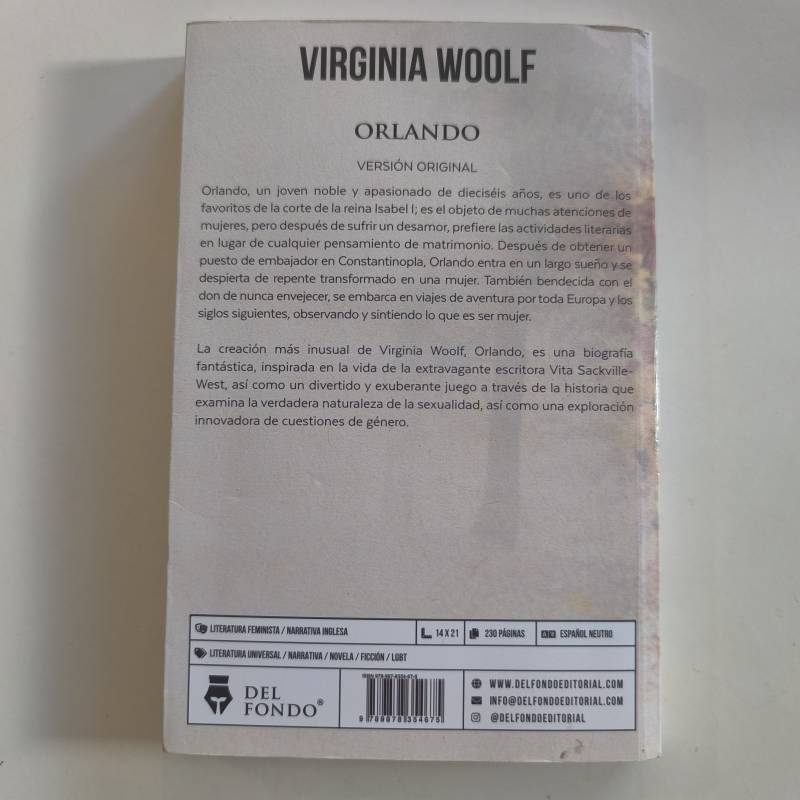 VIRGINIA WOOLF
ORLANDO
VERSIÓN ORIGINAL
Orlando, un joven noble y apasionado de dieciséis años, es uno de los
favoritos de la corte de la reina Isabel I; es el objeto de muchas atenciones de
mujeres, pero después de sufrir un desamor, prefiere las actividades literarias
en lugar de cualquier pensamiento de matrimonio. Después de obtener un
puesto de embajador en Constantinopla, Orlando entra en un largo sueño y se
despierta de repente transformado en una mujer. También bendecida con el
don de nunca envejecer, se embarca en viajes de aventura por toda Europa y los
siglos siguientes, observando y sintiendo lo que es ser mujer.
La creación más inusual de Virginia Woolf, Orlando, es una biografía
fantástica, inspirada en la vida de la extravagante escritora Vita Sackville-
West, así como un divertido y exuberante juego a través de la historia que
examina la verdadera naturaleza de la sexualidad, así como una exploración
innovadora de cuestiones de género.
LITERATURA FEMINISTA / NARRATIVA INGLESA
14 X 21
230 PÁGINAS
ESPAÑOL NEUTRO
LITERATURA UNIVERSAL / NARRATIVA / NOVELA / FICCIÓN / LGBT
DEL
FONDO®
9 789878 354675
WWW.DELFONDOEDITORIAL.COM
INFO@DELFONDOEDITORIAL.COM
@DELFONDOEDITORIAL